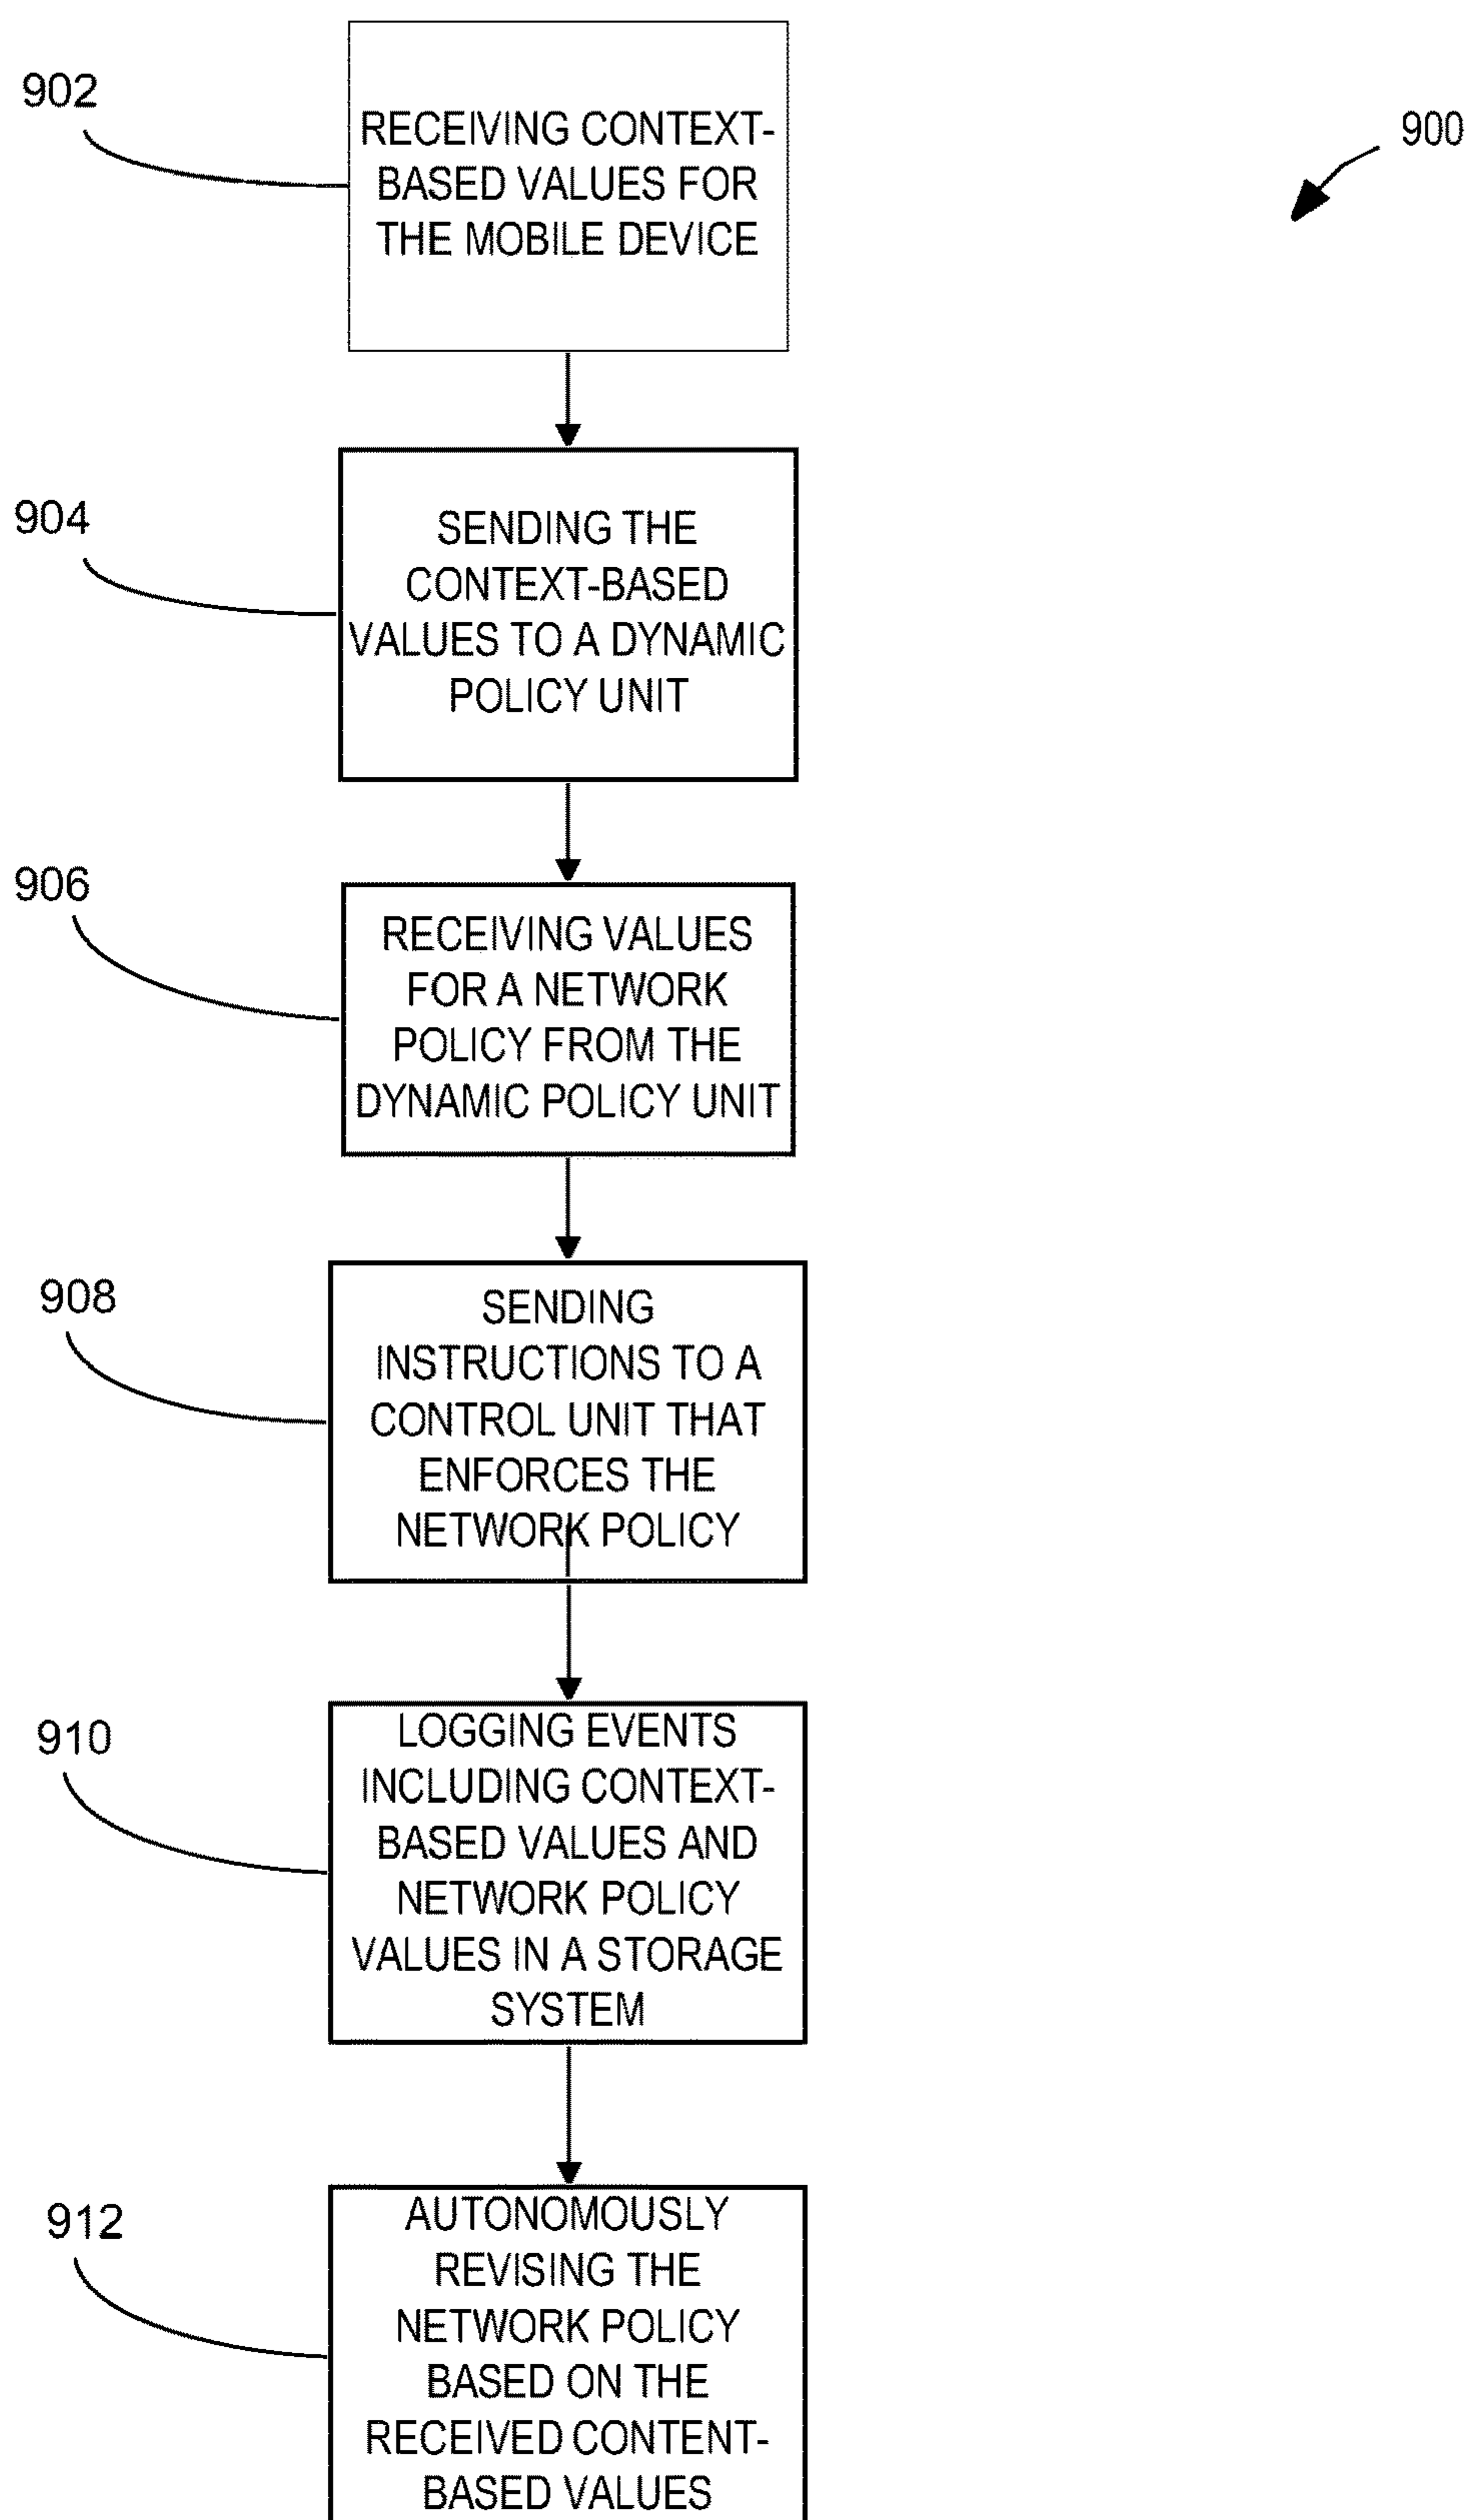 902
900
RECEIVING CONTEXT-
BASED VALUES FOR
THE MOBILE DEVICE
904
SENDING THE
CONTEXT-BASED
VALUES TO A DYNAMIC
POLICY UNIT
906
RECEIVING VALUES
FOR A NETWORK
POLICY FROM THE
DYNAMIC POLICY UNIT
908
SENDING
INSTRUCTIONS TO A
CONTROL UNIT THAT
ENFORCES THE
NETWORK POLICY
910
LOGGING EVENTS
INCLUDING CONTEXT-
BASED VALUES AND
NETWORK POLICY
VALUES IN A STORAGE
SYSTEM
912
AUTONOMOUSLY
REVISING THE
NETWORK POLICY
BASED ON THE
RECEIVED CONTENT-
BASED VALUES